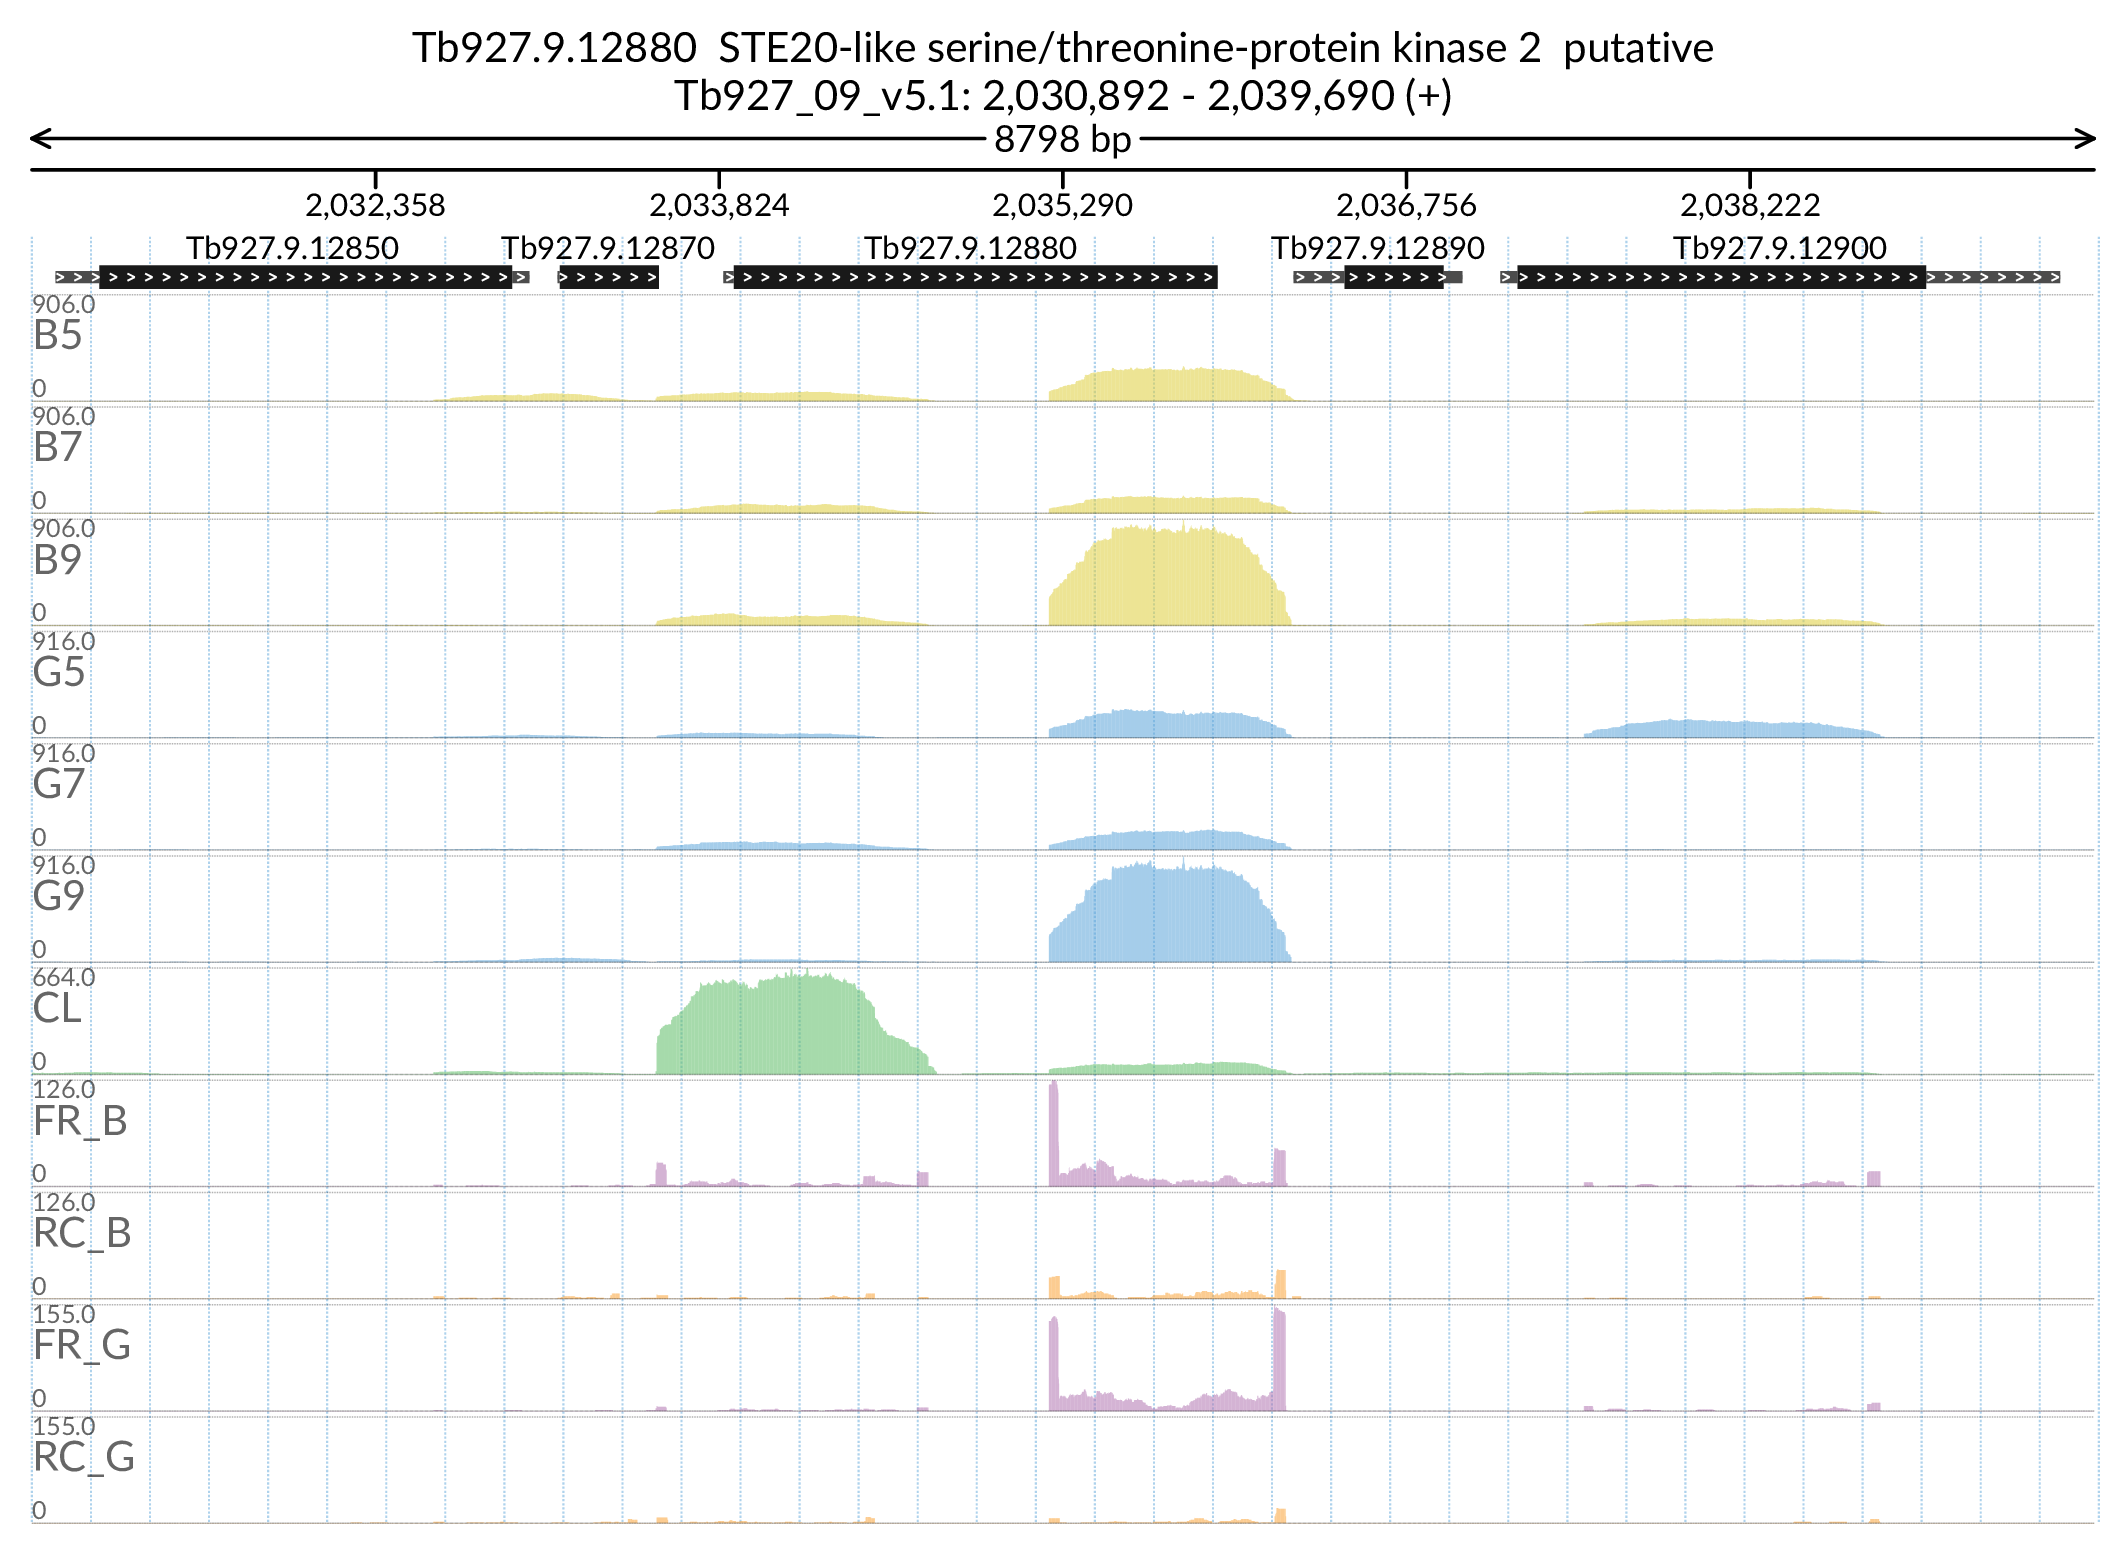 Tb927.9.12880  STE20-like serine/threonine-protein kinase 2  putative
Tb927_09_v5.1: 2,030,892 - 2,039,690 (+)
8798 bp
2,032,358 2,033,824 2,035,290 2,036,756 2,038,222
Tb927.9.12850 Tb927.9.12870 Tb927.9.12880 Tb927.9.12890 Tb927.9.12900
906.0
B5
0
906.0
B7
0
906.0
B9
0
916.0
G5
0
916.0
G7
0
916.0
G9
0
664.0
CL
0
126.0
FR_B
0
126.0
RC_B
0
155.0
FR_G
0
155.0
RC_G
0